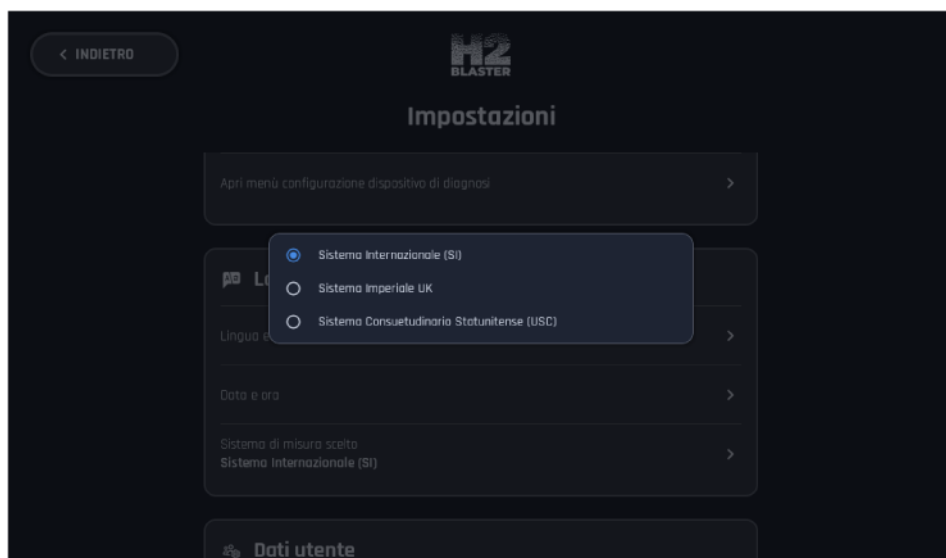 < INDIETRO
H2
BLASTER
Impostazioni
Apri menù configurazione dispositivo di diagnosi
Sistema Internazionale (SI)
Sistema Imperiale UK
Sistema Consuetudinario Statunitense (USC)
Lingua e
Data e ora
Sistema di misura scelto
Sistema Internazionale (SI)
Dati utente